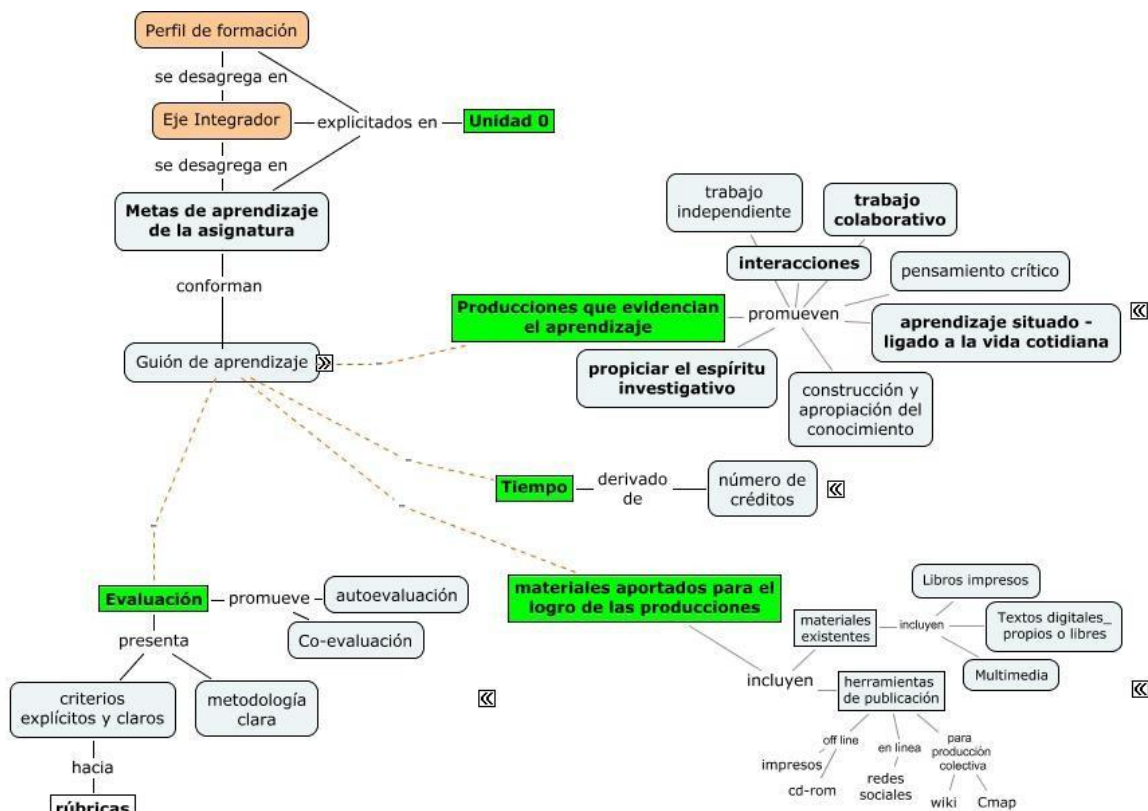 Perfil de formación
se desagrega en
Eje Integrador
explicitados en
Unidad 0
se desagrega en
Metas de aprendizaje
de la asignatura
conforman
Guión de aprendizaje
Producciones que evidencian
el aprendizaje
promueven
trabajo
independiente
trabajo
colaborativo
interacciones
pensamiento crítico
aprendizaje situado -
ligado a la vida cotidiana
propiciar el espíritu
investigativo
construcción y
apropiación del
conocimiento
Tiempo
derivado
de
número de
créditos
Evaluación
promueve
autoevaluación
Co-evaluación
presenta
criterios
explícitos y claros
metodología
clara
hacia
rúbricas
materiales aportados para el
logro de las producciones
incluyen
materiales
existentes
incluyen
Libros impresos
Textos digitales_
propios o libres
Multimedia
herramientas
de publicación
off line
impresos
cd-rom
en línea
redes
sociales
para
producción
colectiva
wiki
Cmap